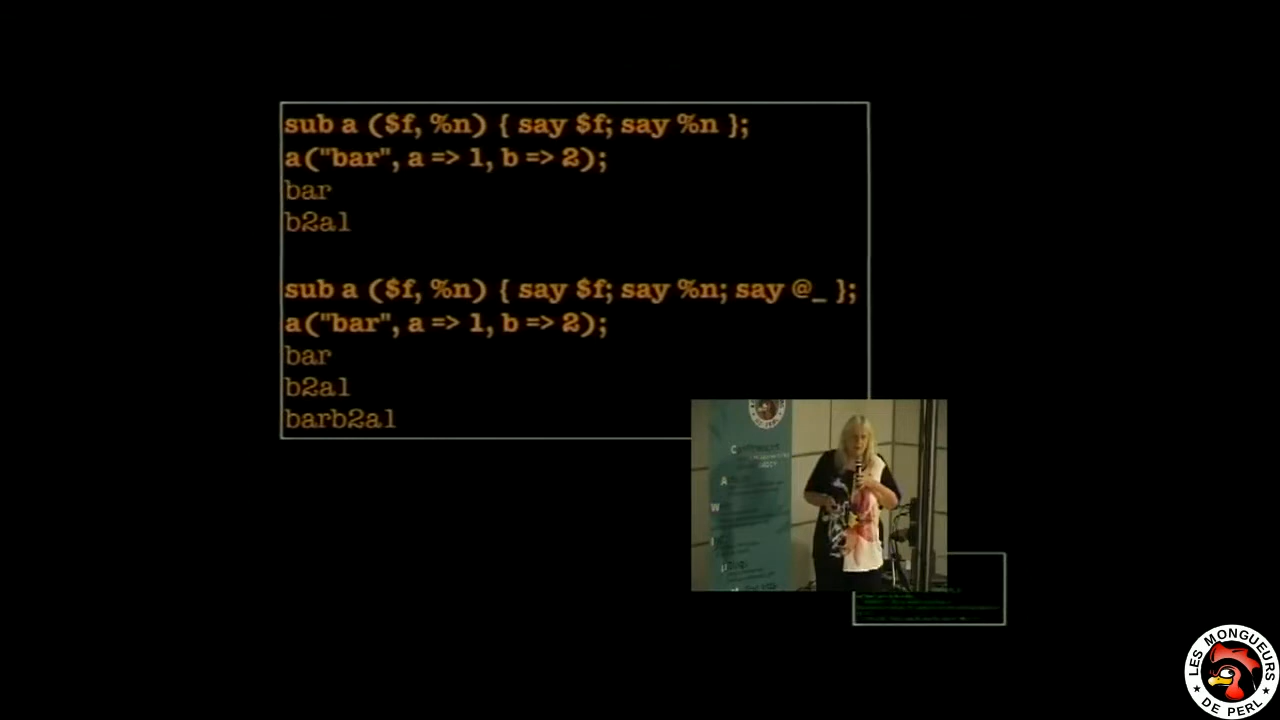 sub a ($f, %n) { say $f; say %n };
a("bar", a => 1, b => 2);
bar
b2a1

sub a ($f, %n) { say $f; say %n; say @_ };
a("bar", a => 1, b => 2);
bar
b2a1
barb2a1
LES MONGUEURS
DE PERL